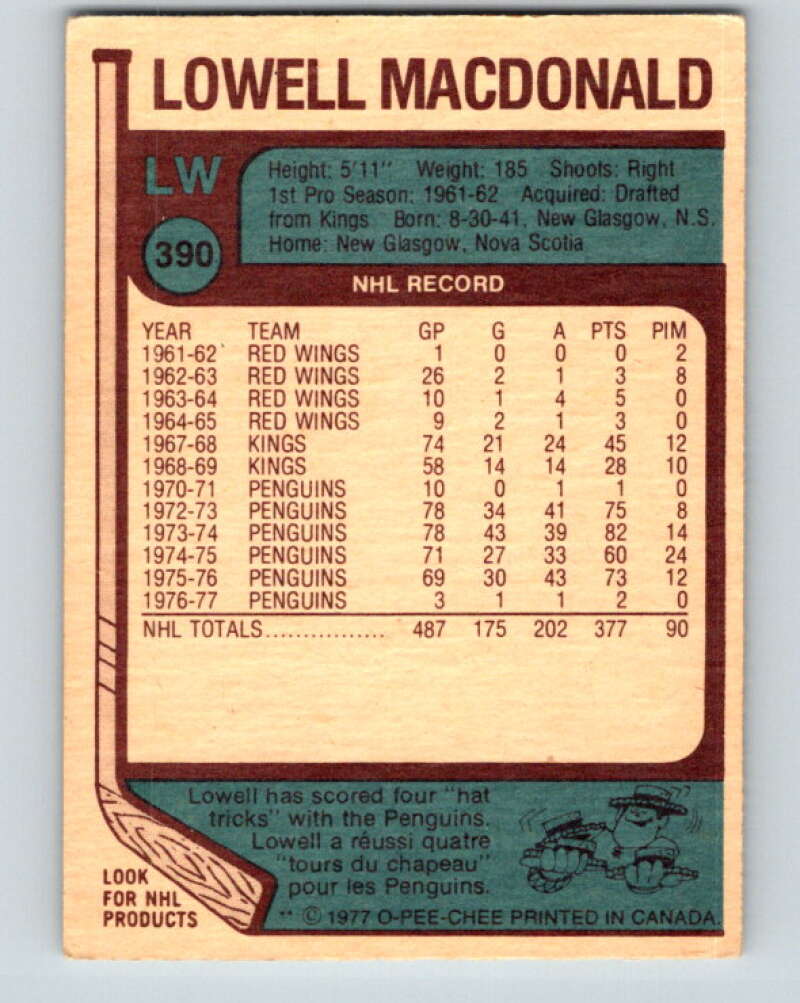 LOWELL MACDONALD
LW
390
Height: 5'11" Weight: 185 Shoots: Right
1st Pro Season: 1961-62 Acquired: Drafted
from Kings Born: 8-30-41, New Glasgow, N.S.
Home: New Glasgow, Nova Scotia
NHL RECORD
YEAR TEAM GP G A PTS PIM
1961-62 RED WINGS 1 0 0 0 2
1962-63 RED WINGS 26 2 1 3 8
1963-64 RED WINGS 10 1 4 5 0
1964-65 RED WINGS 9 2 1 3 0
1967-68 KINGS 74 21 24 45 12
1968-69 KINGS 58 14 14 28 10
1970-71 PENGUINS 10 0 1 1 0
1972-73 PENGUINS 78 34 41 75 8
1973-74 PENGUINS 78 43 39 82 14
1974-75 PENGUINS 71 27 33 60 24
1975-76 PENGUINS 69 30 43 73 12
1976-77 PENGUINS 3 1 1 2 0
NHL TOTALS................ 487 175 202 377 90
Lowell has scored four "hat
tricks" with the Penguins.
Lowell a réussi quatre
"tours du chapeau"
pour les Penguins.
LOOK
FOR NHL
PRODUCTS
** © 1977 O-PEE-CHEE PRINTED IN CANADA.